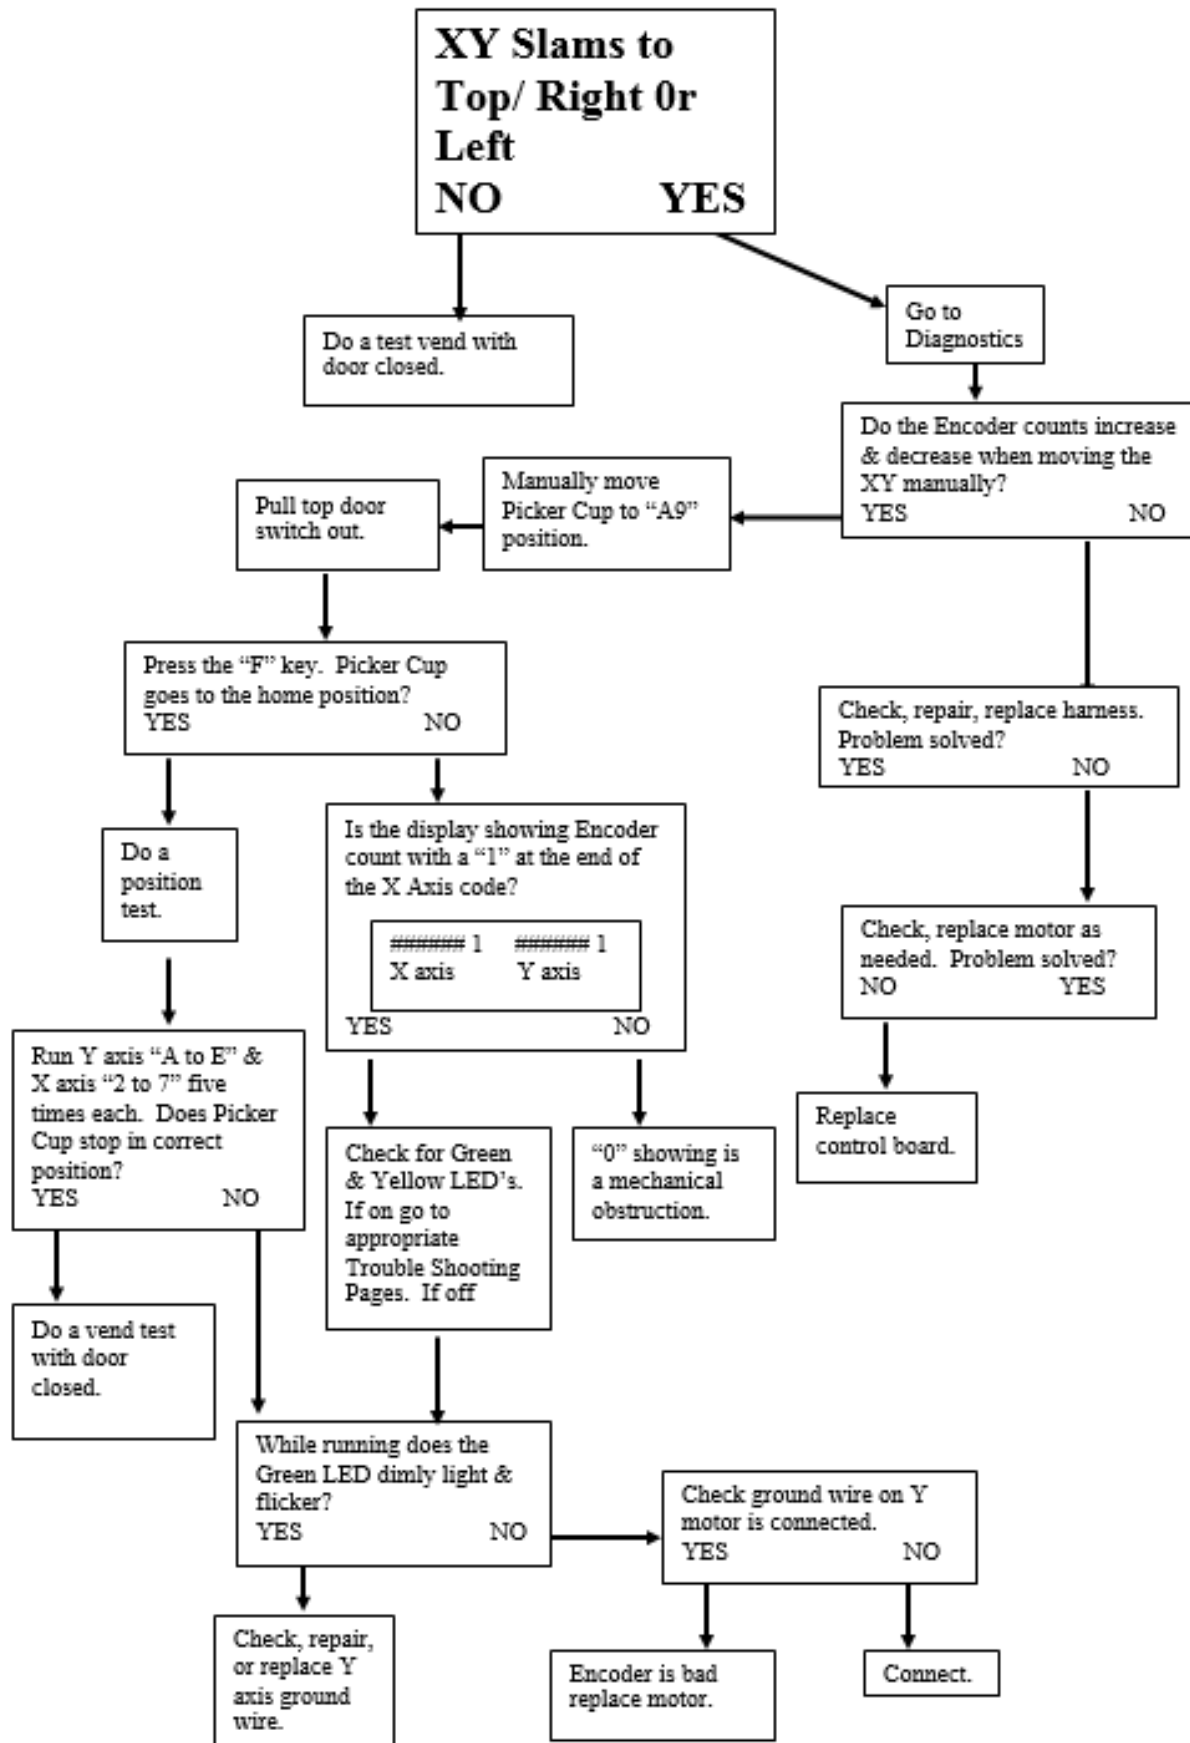 XY Slams to
Top/ Right 0r
Left
NO YES
Do a test vend with
door closed.
Go to
Diagnostics
Do the Encoder counts increase
& decrease when moving the
XY manually?
YES NO
Manually move
Picker Cup to “A9”
position.
Pull top door
switch out.
Press the “F” key. Picker Cup
goes to the home position?
YES NO
Check, repair, replace harness.
Problem solved?
YES NO
Do a
position
test.
Is the display showing Encoder
count with a “1” at the end of
the X Axis code?
###### 1 ###### 1
X axis Y axis
YES NO
Check, replace motor as
needed. Problem solved?
NO YES
Run Y axis “A to E” &
X axis “2 to 7” five
times each. Does Picker
Cup stop in correct
position?
YES NO
Check for Green
& Yellow LED’s.
If on go to
appropriate
Trouble Shooting
Pages. If off
“0” showing is
a mechanical
obstruction.
Replace
control board.
Do a vend test
with door
closed.
While running does the
Green LED dimly light &
flicker?
YES NO
Check ground wire on Y
motor is connected.
YES NO
Check, repair,
or replace Y
axis ground
wire.
Encoder is bad
replace motor.
Connect.